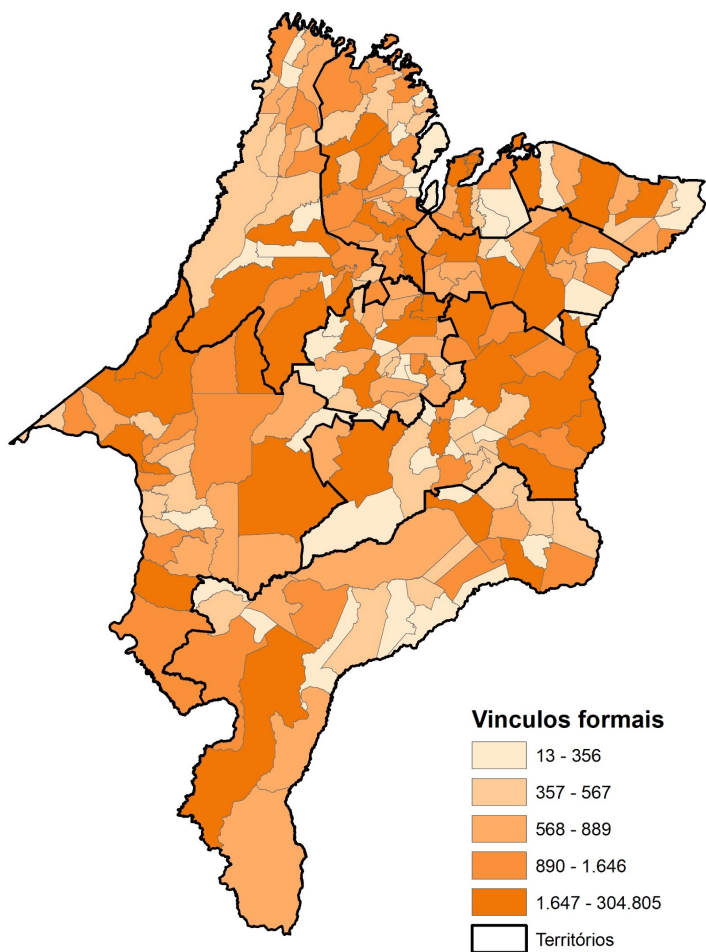 Vinculos formais
13 - 356
357 - 567
568 - 889
890 - 1.646
1.647 - 304.805
Territórios